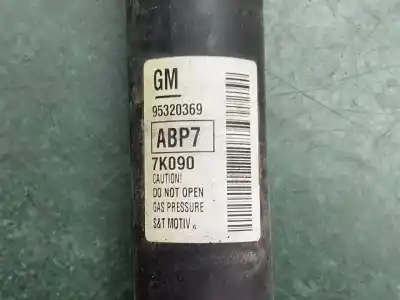 GM
95320369
ABP7
7K090
CAUTION!
DO NOT OPEN
GAS PRESSURE
S&T MOTIV